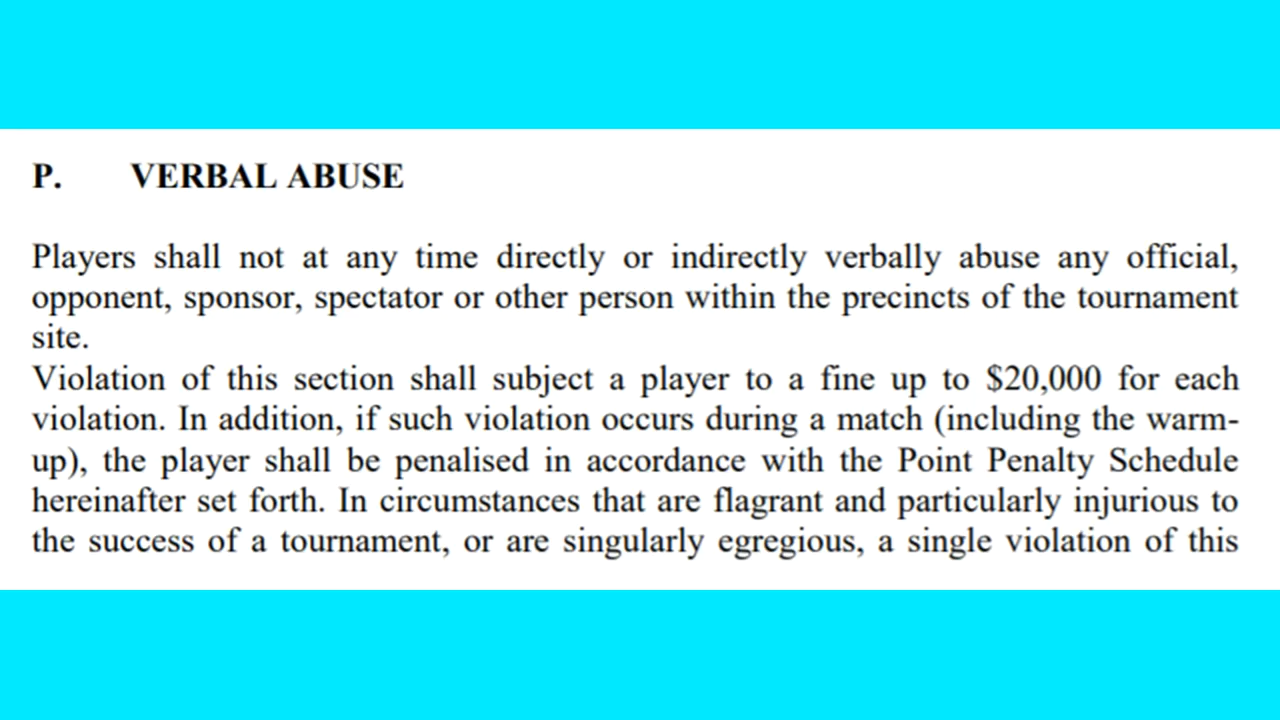 P. VERBAL ABUSE
Players shall not at any time directly or indirectly verbally abuse any official,
opponent, sponsor, spectator or other person within the precincts of the tournament
site.
Violation of this section shall subject a player to a fine up to $20,000 for each
violation. In addition, if such violation occurs during a match (including the warm-
up), the player shall be penalised in accordance with the Point Penalty Schedule
hereinafter set forth. In circumstances that are flagrant and particularly injurious to
the success of a tournament, or are singularly egregious, a single violation of this